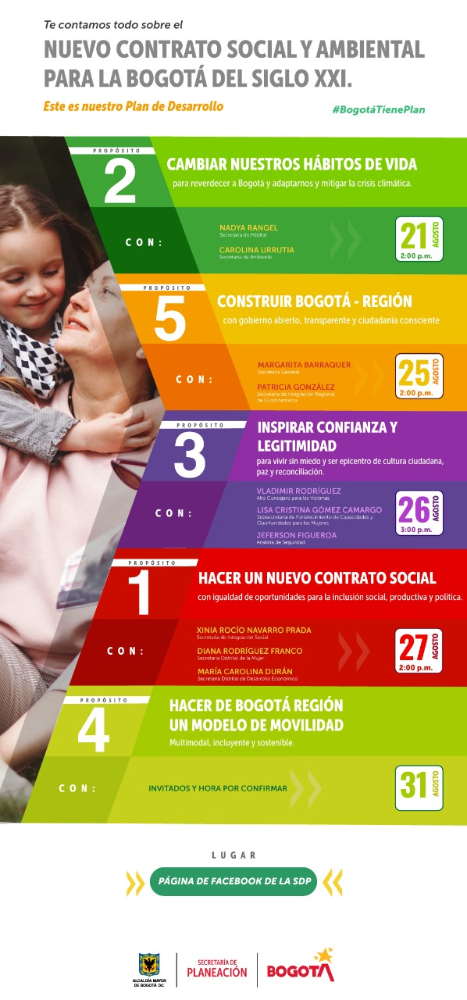 Te contamos todo sobre el
NUEVO CONTRATO SOCIAL Y AMBIENTAL
PARA LA BOGOTÁ DEL SIGLO XXI.
Este es nuestro Plan de Desarrollo
#BogotáTienePlan
PROPÓSITO
2
CAMBIAR NUESTROS HÁBITOS DE VIDA
para reverdecer a Bogotá y adaptarnos y mitigar la crisis climática.
CON:
NADYA RANGEL
Secretaria de Hábitat
CAROLINA URRUTIA
Secretaria de Ambiente
21
AGOSTO
2:00 p.m.
PROPÓSITO
5
CONSTRUIR BOGOTÁ - REGIÓN
con gobierno abierto, transparente y ciudadanía consciente
CON:
MARGARITA BARRAQUER
Secretaria General
PATRICIA GONZÁLEZ
Secretaria de Integración Regional
de Cundinamarca
25
AGOSTO
2:00 p.m.
PROPÓSITO
3
INSPIRAR CONFIANZA Y
LEGITIMIDAD
para vivir sin miedo y ser epicentro de cultura ciudadana,
paz y reconciliación.
CON:
VLADIMIR RODRÍGUEZ
Alto Consejero para las Víctimas
LISA CRISTINA GÓMEZ CAMARGO
Subsecretaria de Fortalecimiento de Capacidades y
Oportunidades para las Mujeres
JEFERSON FIGUEROA
Analista de Seguridad
26
AGOSTO
3:00 p.m.
PROPÓSITO
1
HACER UN NUEVO CONTRATO SOCIAL
con igualdad de oportunidades para la inclusión social, productiva y política.
CON:
XINIA ROCÍO NAVARRO PRADA
Secretaria de Integración Social
DIANA RODRÍGUEZ FRANCO
Secretaria Distrital de la Mujer
MARÍA CAROLINA DURÁN
Secretaria Distrital de Desarrollo Económico
27
AGOSTO
2:00 p.m.
PROPÓSITO
4
HACER DE BOGOTÁ REGIÓN
UN MODELO DE MOVILIDAD
Multimodal, incluyente y sostenible.
CON:
INVITADOS Y HORA POR CONFIRMAR
31
AGOSTO
LUGAR
PÁGINA DE FACEBOOK DE LA SDP
ALCALDÍA MAYOR
DE BOGOTÁ DC.
SECRETARÍA DE
PLANEACIÓN
BOGOTÁ